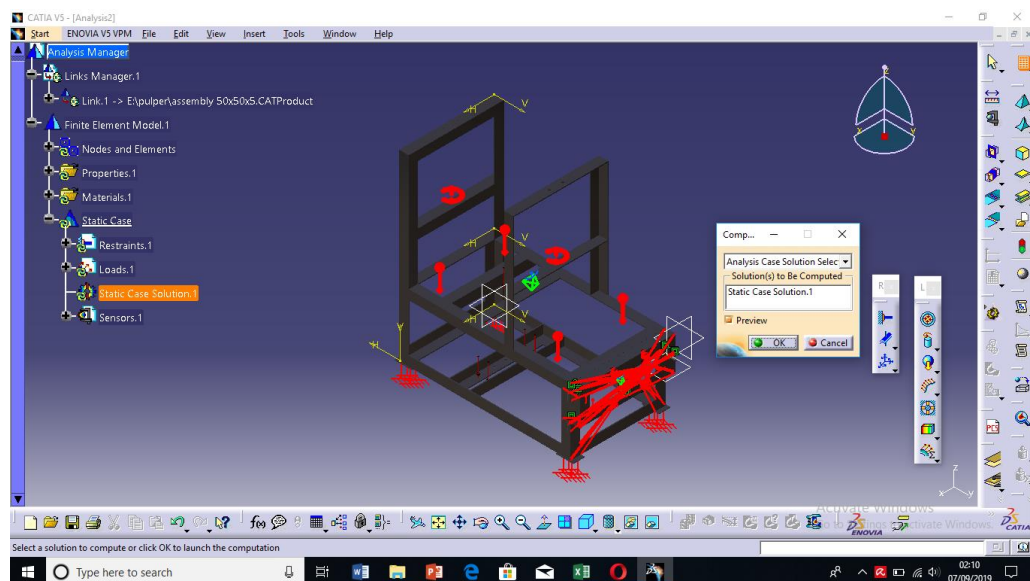 CATIA V5 - [Analysis2]
Start ENOVIA V5 VPM File Edit View Insert Tools Window Help
Analysis Manager
Links Manager.1
Link.1 -> E:\pulper\assembly 50x50x5.CATProduct
Finite Element Model.1
Nodes and Elements
Properties.1
Materials.1
Static Case
Restraints.1
Loads.1
Static Case Solution.1
Sensors.1
H V
H V
H V
V
H
z
x y
Comp...
Analysis Case Solution Selec
Solution(s) to Be Computed
Static Case Solution.1
Preview
OK Cancel
R
L
PCS
z
x y
Activate Windows
f(x)
ENOVIA
CATIA
Select a solution to compute or click OK to launch the computation
Type here to search
02:10
07/09/2019